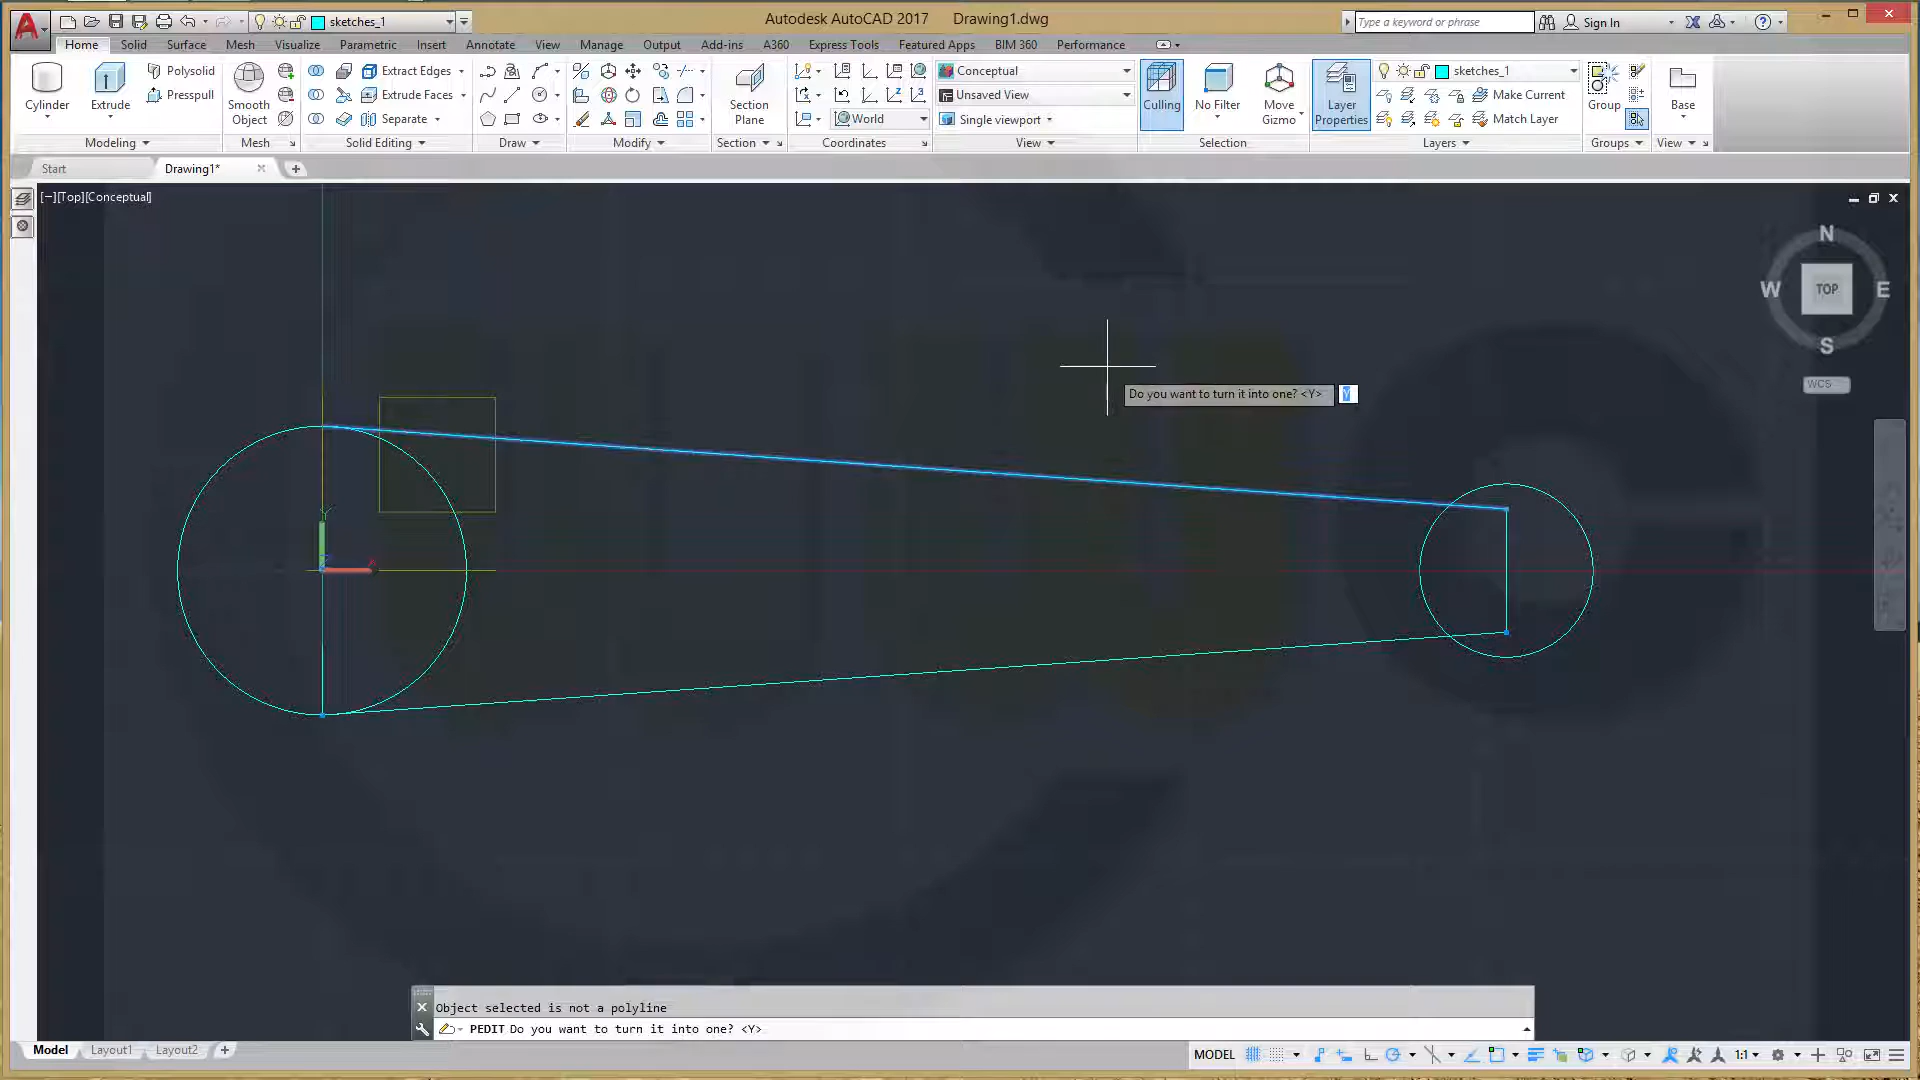 sketches_1
Autodesk AutoCAD 2017 Drawing1.dwg
Type a keyword or phrase
Sign In
Home Solid Surface Mesh Visualize Parametric Insert Annotate View Manage Output Add-ins A360 Express Tools Featured Apps BIM 360 Performance
Cylinder
Extrude
Polysolid
Presspull
Smooth
Object
Extract Edges
Extrude Faces
Separate
Section
Plane
World
Conceptual
Unsaved View
Single viewport
Culling
No Filter
Move
Gizmo
Layer
Properties
sketches_1
Make Current
Match Layer
Group
Base
Modeling Mesh Solid Editing Draw Modify Section Coordinates View Selection Layers Groups View
Start Drawing1*
[−][Top][Conceptual]
N
W TOP E
S
WCS
Do you want to turn it into one? <Y> Y
Y
Object selected is not a polyline
PEDIT Do you want to turn it into one? <Y>
Model Layout1 Layout2
MODEL 1:1